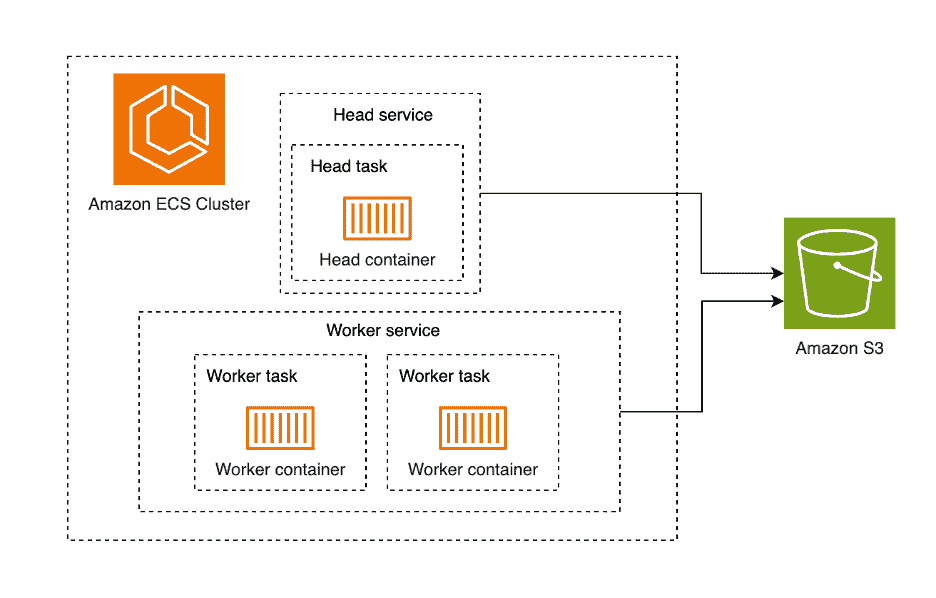 Amazon ECS Cluster
Head service
Head task
Head container
Worker service
Worker task
Worker container
Worker task
Worker container
Amazon S3